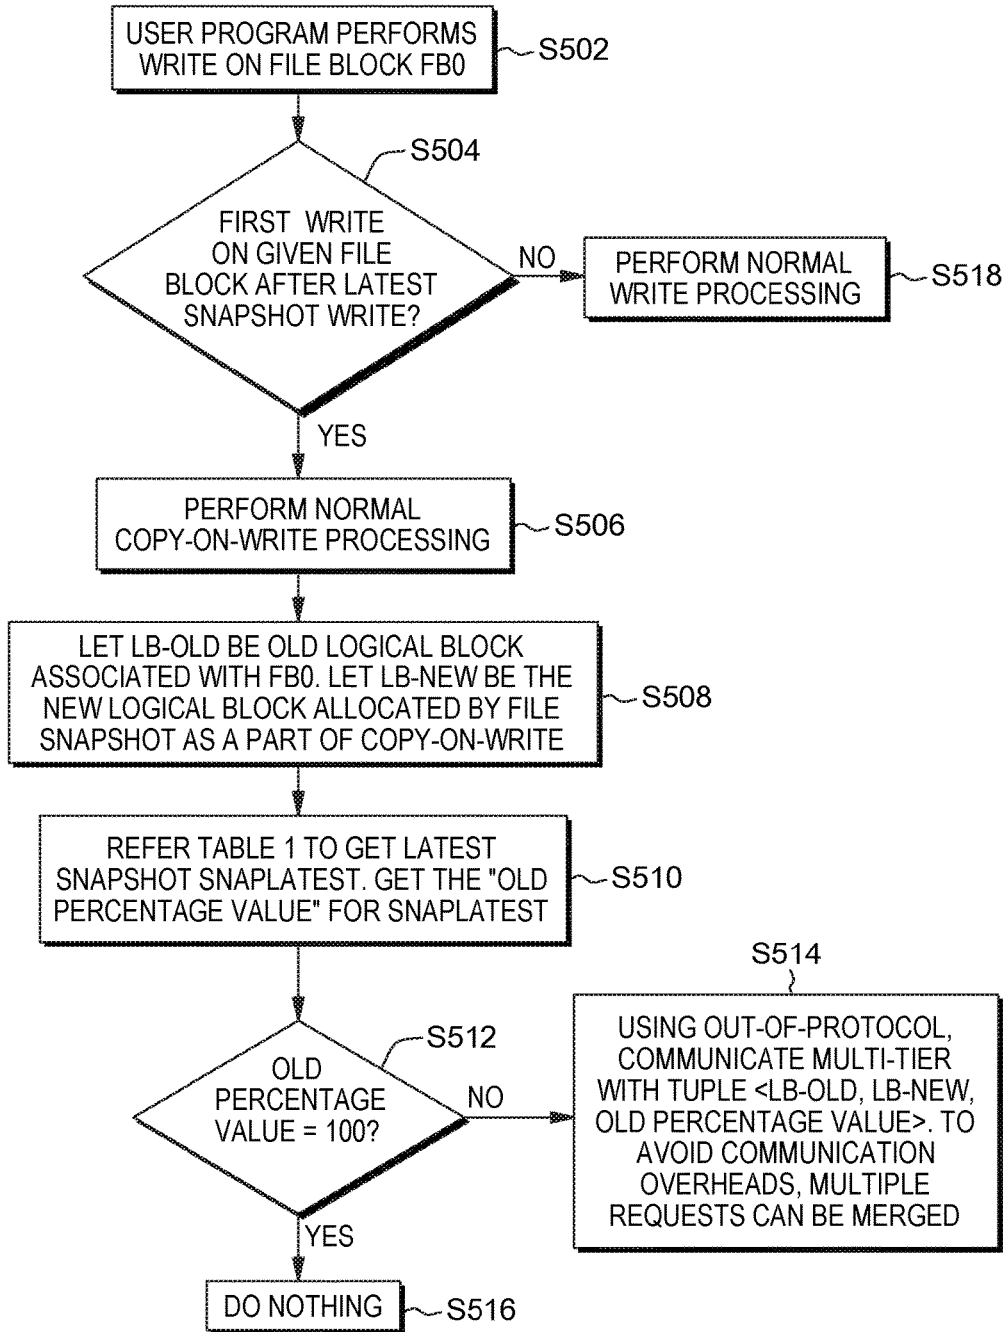 USER PROGRAM PERFORMS
WRITE ON FILE BLOCK FB0
S502
S504
FIRST WRITE
ON GIVEN FILE
BLOCK AFTER LATEST
SNAPSHOT WRITE?
NO
PERFORM NORMAL
WRITE PROCESSING
S518
YES
PERFORM NORMAL
COPY-ON-WRITE PROCESSING
S506
LET LB-OLD BE OLD LOGICAL BLOCK
ASSOCIATED WITH FB0. LET LB-NEW BE THE
NEW LOGICAL BLOCK ALLOCATED BY FILE
SNAPSHOT AS A PART OF COPY-ON-WRITE
S508
REFER TABLE 1 TO GET LATEST
SNAPSHOT SNAPLATEST. GET THE "OLD
PERCENTAGE VALUE" FOR SNAPLATEST
S510
S512
OLD
PERCENTAGE
VALUE = 100?
NO
S514
USING OUT-OF-PROTOCOL,
COMMUNICATE MULTI-TIER
WITH TUPLE <LB-OLD, LB-NEW,
OLD PERCENTAGE VALUE>. TO
AVOID COMMUNICATION
OVERHEADS, MULTIPLE
REQUESTS CAN BE MERGED
YES
DO NOTHING
S516